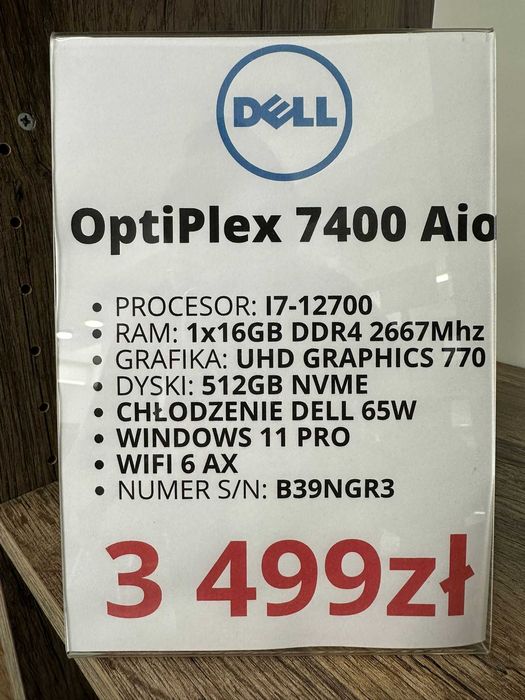 DELL
OptiPlex 7400 Aio
• PROCESOR: I7-12700
• RAM: 1x16GB DDR4 2667Mhz
• GRAFIKA: UHD GRAPHICS 770
• DYSKI: 512GB NVME
• CHŁODZENIE DELL 65W
• WINDOWS 11 PRO
• WIFI 6 AX
• NUMER S/N: B39NGR3
3 499zł